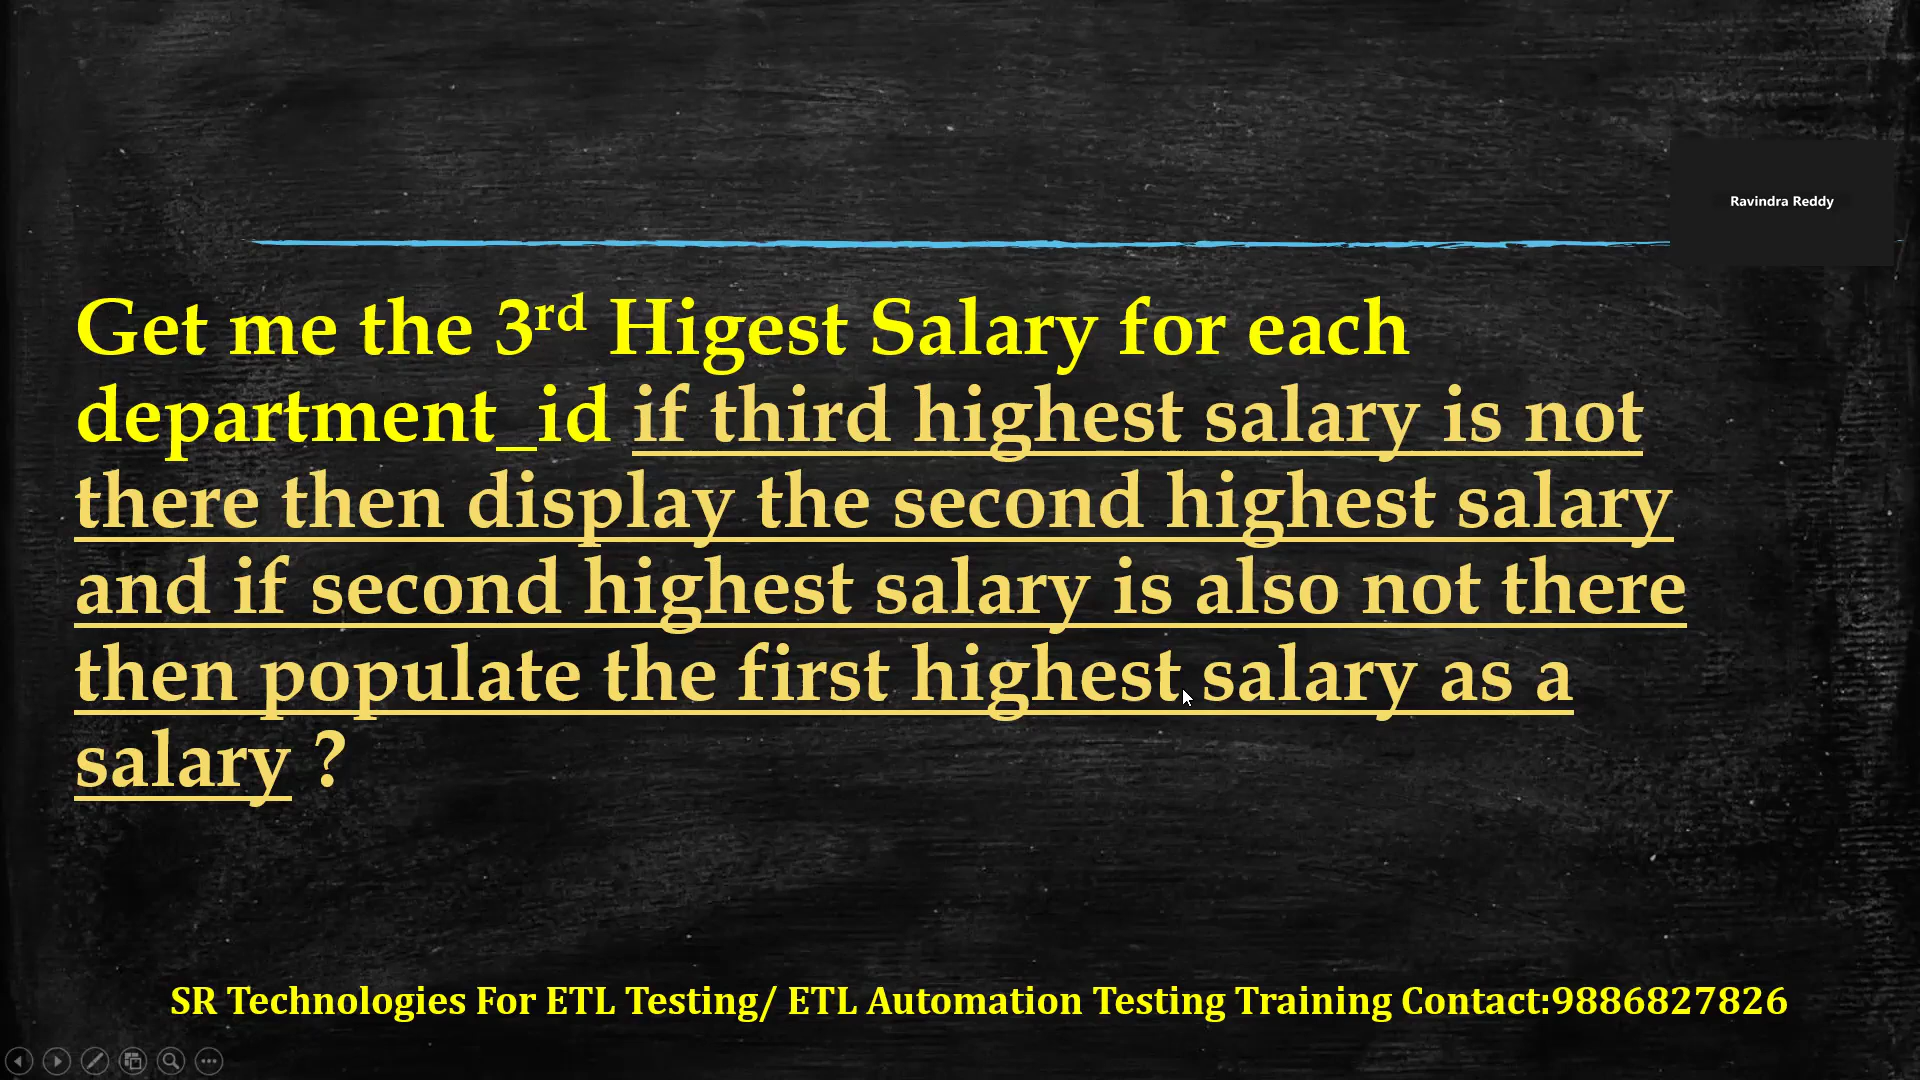 Ravindra Reddy
Get me the 3rd Higest Salary for each
department_id if third highest salary is not
there then display the second highest salary
and if second highest salary is also not there
then populate the first highest salary as a
salary ?
SR Technologies For ETL Testing/ ETL Automation Testing Training Contact:9886827826